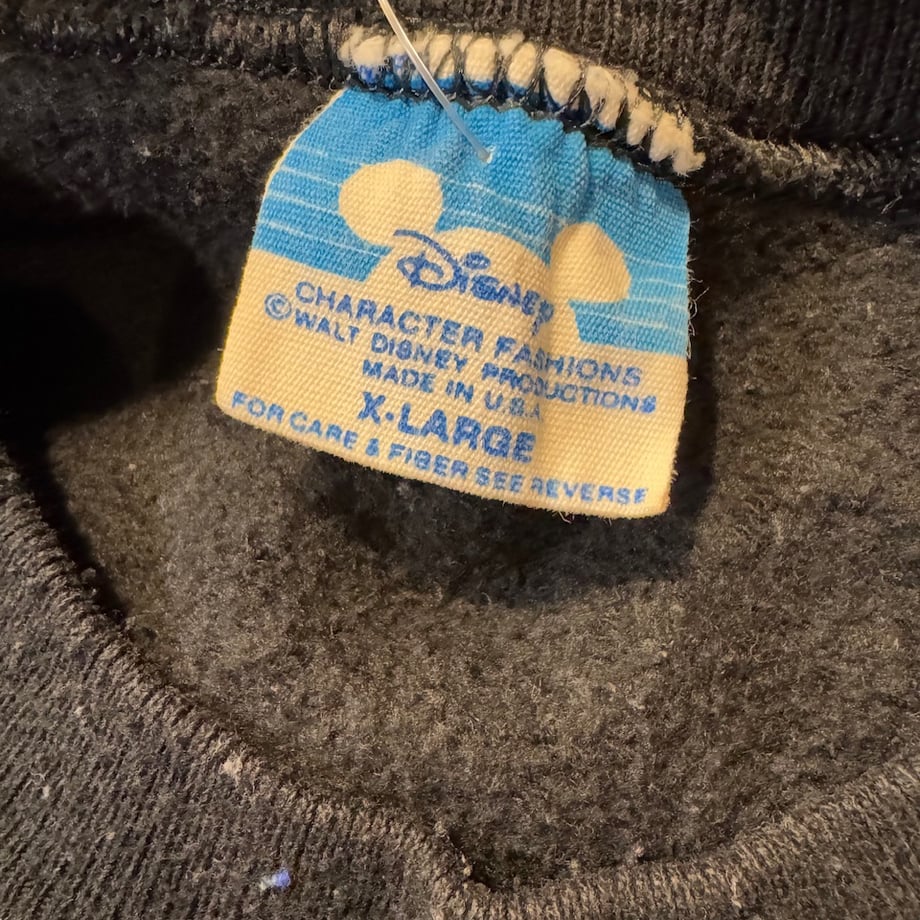 Disney
CHARACTER FASHIONS
©WALT DISNEY PRODUCTIONS
MADE IN U.S.A
X-LARGE
FOR CARE & FIBER SEE REVERSE